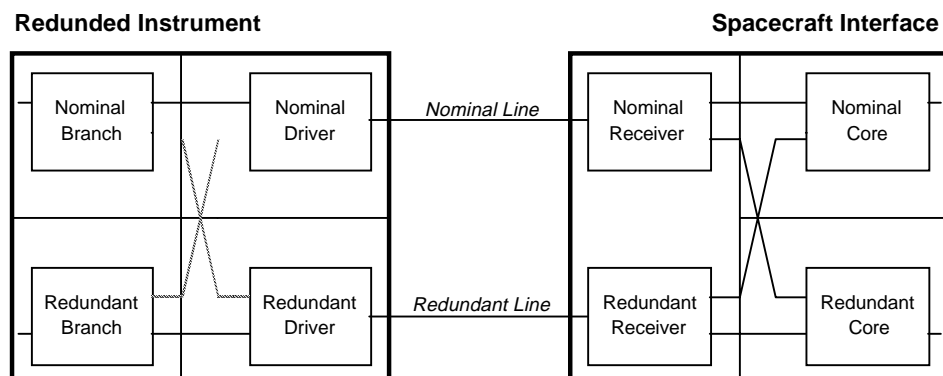 Redunded Instrument
Spacecraft Interface
Nominal
Branch
Nominal
Driver
Nominal Line
Nominal
Receiver
Nominal
Core
Redundant
Branch
Redundant
Driver
Redundant Line
Redundant
Receiver
Redundant
Core